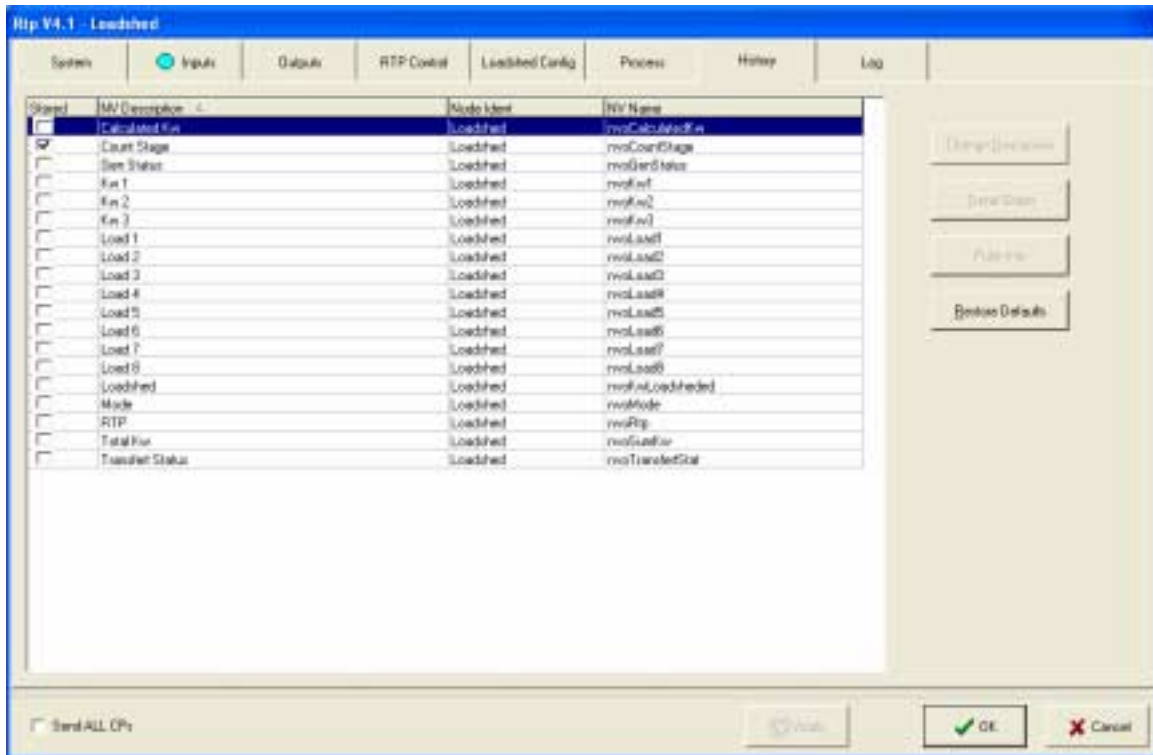 Rtp V4.1 - Loadshed
System Inputs Outputs RTP Control Loadshed Config Process History Log
Stored NV Description Node Ident NV Name
Calculated Kw Loadshed nvoCalculatedKw
Count Stage Loadshed nvoCountStage
Gen Status Loadshed nvoGenStatus
Kw 1 Loadshed nvoKw1
Kw 2 Loadshed nvoKw2
Kw 3 Loadshed nvoKw3
Load 1 Loadshed nvoLoad1
Load 2 Loadshed nvoLoad2
Load 3 Loadshed nvoLoad3
Load 4 Loadshed nvoLoad4
Load 5 Loadshed nvoLoad5
Load 6 Loadshed nvoLoad6
Load 7 Loadshed nvoLoad7
Load 8 Loadshed nvoLoad8
Loadshed Loadshed nvoKwLoadsheded
Mode Loadshed nvoMode
RTP Loadshed nvoRtp
Total Kw Loadshed nvoSumKw
Transfert Status Loadshed nvoTransfertStat
Restore Defaults
Send ALL CPs
OK
Cancel